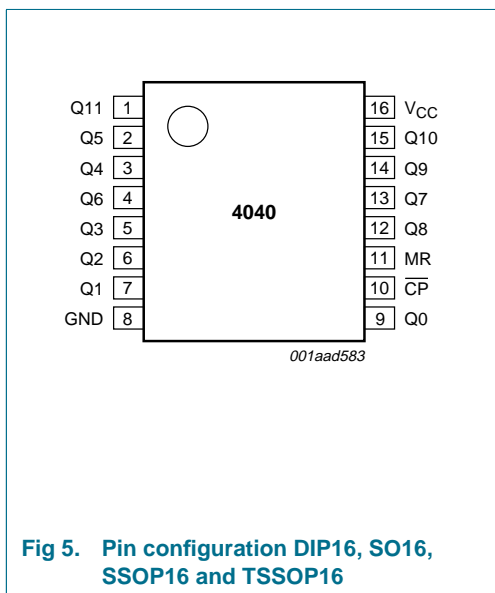 Q11 1 16 VCC
Q5 2 15 Q10
Q4 3 14 Q9
Q6 4 13 Q7
4040
Q3 5 12 Q8
Q2 6 11 MR
Q1 7 10 C̅P̅
GND 8 9 Q0
001aad583
Fig 5. Pin configuration DIP16, SO16,
SSOP16 and TSSOP16